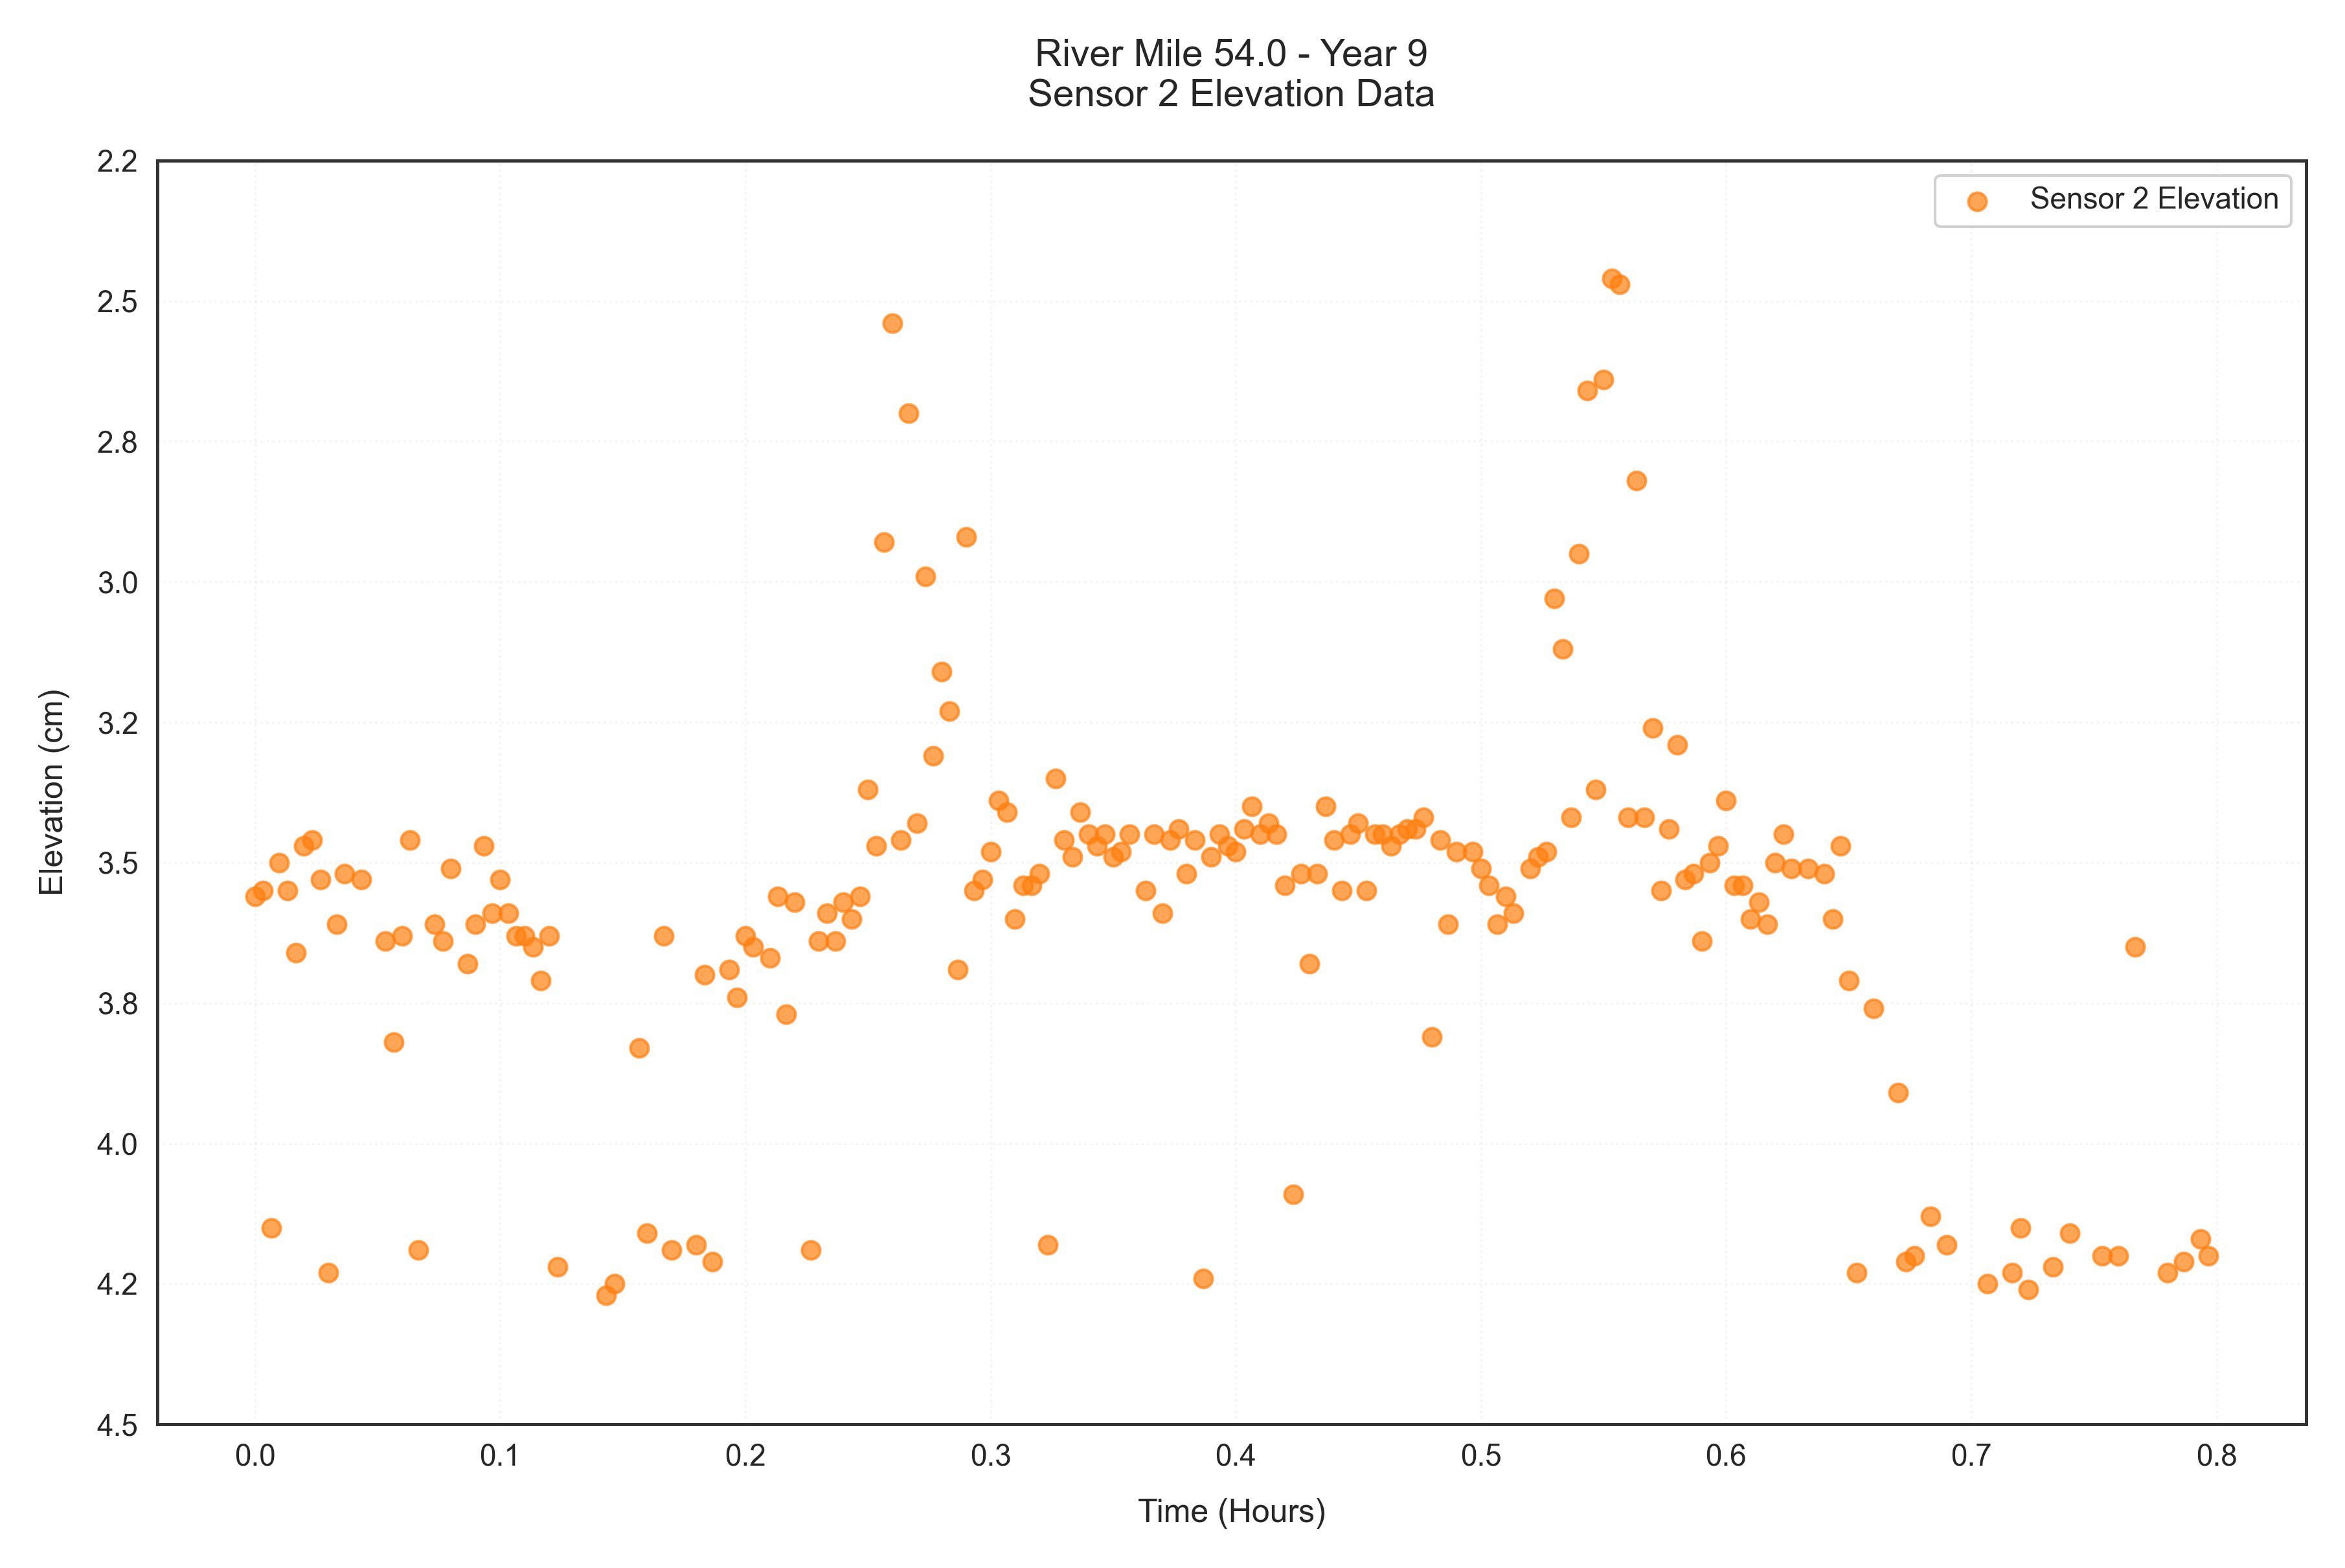 River Mile 54.0 - Year 9
Sensor 2 Elevation Data
Sensor 2 Elevation
Elevation (cm)
2.2
2.5
2.8
3.0
3.2
3.5
3.8
4.0
4.2
4.5
0.0 0.1 0.2 0.3 0.4 0.5 0.6 0.7 0.8
Time (Hours)